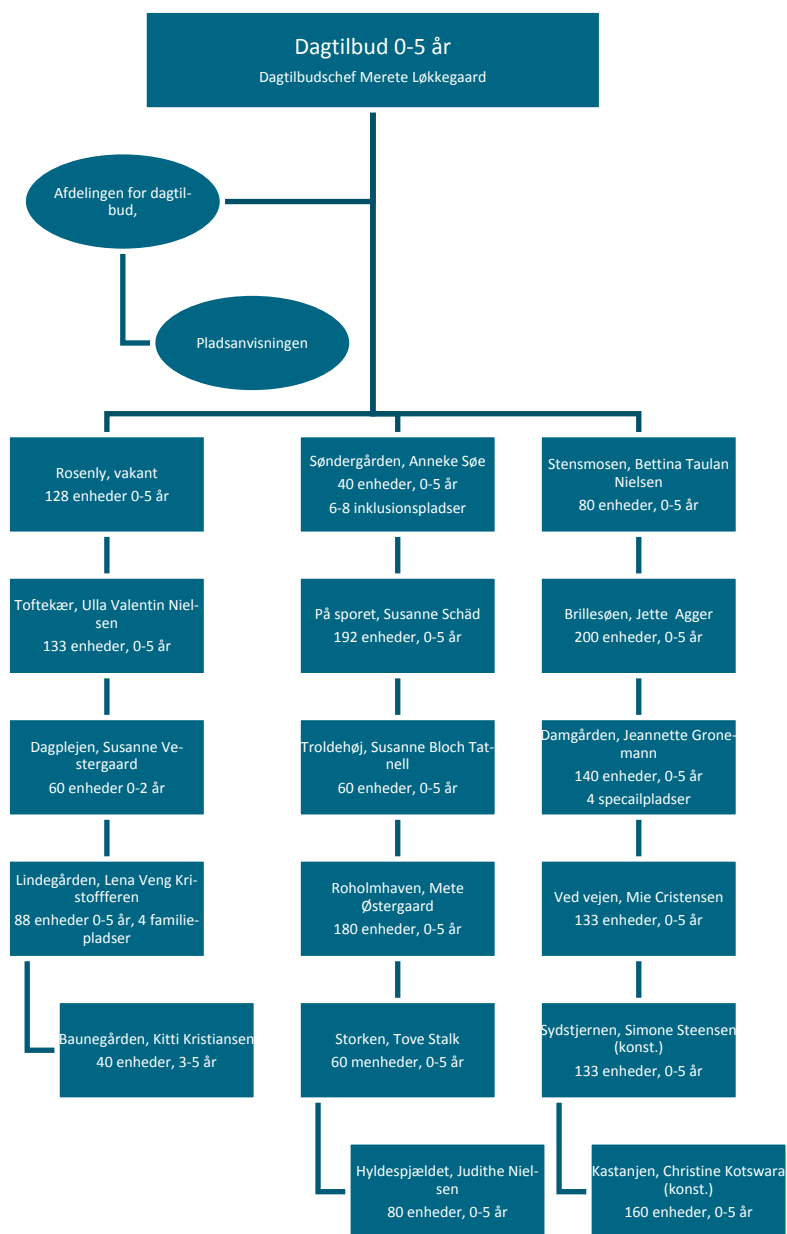 Dagtilbud 0-5 år
Dagtilbudschef Merete Løkkegaard
Afdelingen for dagtil-
bud,
Pladsanvisningen
Rosenly, vakant
128 enheder 0-5 år
Toftekær, Ulla Valentin Niel-
sen
133 enheder, 0-5 år
Dagplejen, Susanne Ve-
stergaard
60 enheder 0-2 år
Lindegården, Lena Veng Kri-
stoffferen
88 enheder 0-5 år, 4 familie-
pladser
Baunegården, Kitti Kristiansen
40 enheder, 3-5 år
Søndergården, Anneke Søe
40 enheder, 0-5 år
6-8 inklusionspladser
På sporet, Susanne Schäd
192 enheder, 0-5 år
Troldehøj, Susanne Bloch Tat-
nell
60 enheder, 0-5 år
Roholmhaven, Mete
Østergaard
180 enheder, 0-5 år
Storken, Tove Stalk
60 menheder, 0-5 år
Hyldespjældet, Judithe Niel-
sen
80 enheder, 0-5 år
Stensmosen, Bettina Taulan
Nielsen
80 enheder, 0-5 år
Brillesøen, Jette  Agger
200 enheder, 0-5 år
Damgården, Jeannette Grone-
mann
140 enheder, 0-5 år
4 specailpladser
Ved vejen, Mie Cristensen
133 enheder, 0-5 år
Sydstjernen, Simone Steensen
(konst.)
133 enheder, 0-5 år
Kastanjen, Christine Kotswara
(konst.)
160 enheder, 0-5 år